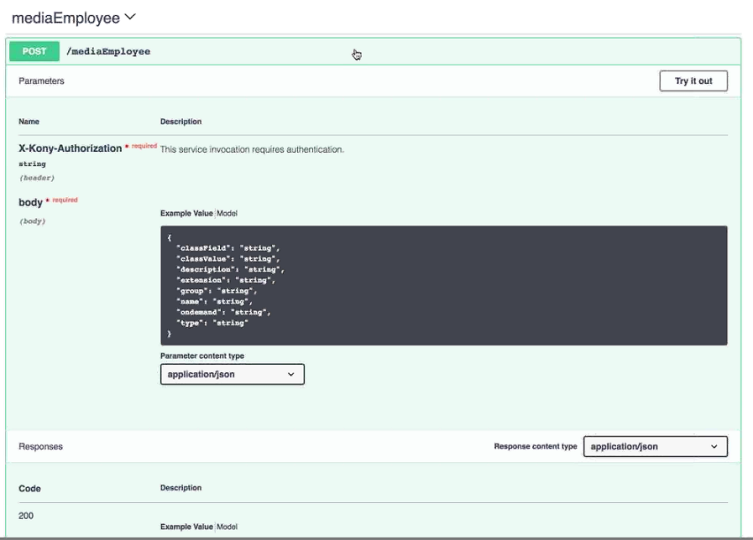 mediaEmployee
POST /mediaEmployee
Parameters Try it out
Name Description
X-Kony-Authorization * required This service invocation requires authentication.
string
(header)
body * required
(body)
Example Value Model
{
"classField": "string",
"classValue": "string",
"description": "string",
"extension": "string",
"group": "string",
"name": "string",
"ondemand": "string",
"type": "string"
}
Parameter content type
application/json
Responses Response content type application/json
Code Description
200
Example Value Model